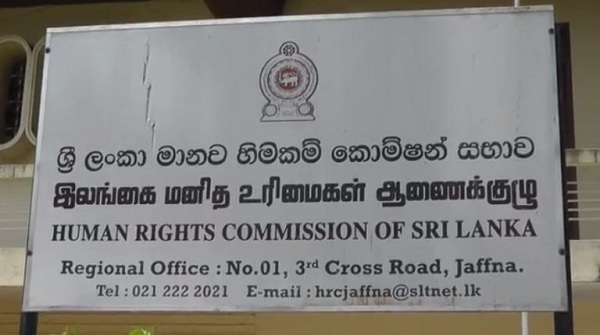 ශ්‍රී ලංකා මානව හිමිකම් කොමිෂන් සභාව
இலங்கை மனித உரிமைகள் ஆணைக்குழு
HUMAN RIGHTS COMMISSION OF SRI LANKA
Regional Office : No.01, 3rd Cross Road, Jaffna.
Tel : 021 222 2021 E-mail : hrcjaffna@sltnet.lk